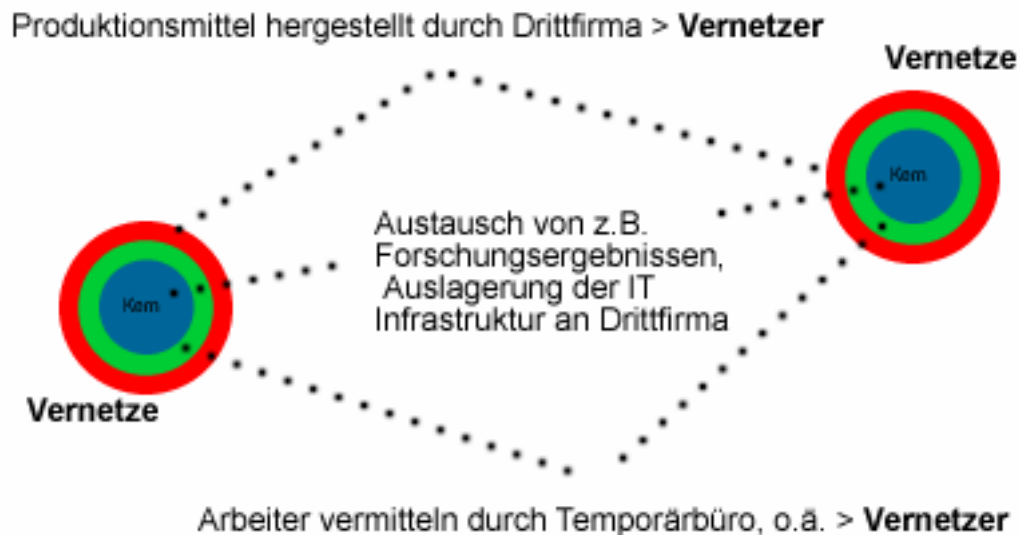 Produktionsmittel hergestellt durch Drittfirma > Vernetzer
Vernetze
Kern
Austausch von z.B.
Forschungsergebnissen,
Auslagerung der IT
Infrastruktur an Drittfirma
Kern
Vernetze
Arbeiter vermitteln durch Temporärbüro, o.ä. > Vernetzer